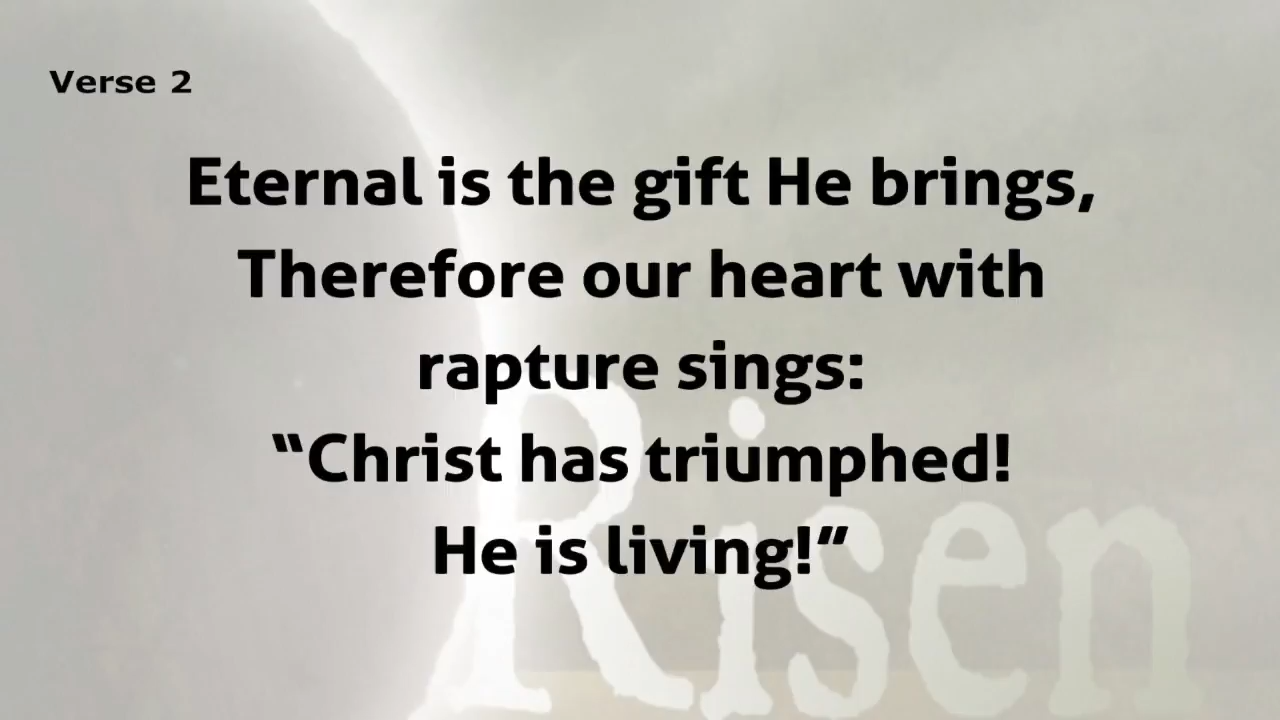 Verse 2
Eternal is the gift He brings,
Therefore our heart with
rapture sings:
“Christ has triumphed!
He is living!”
Risen